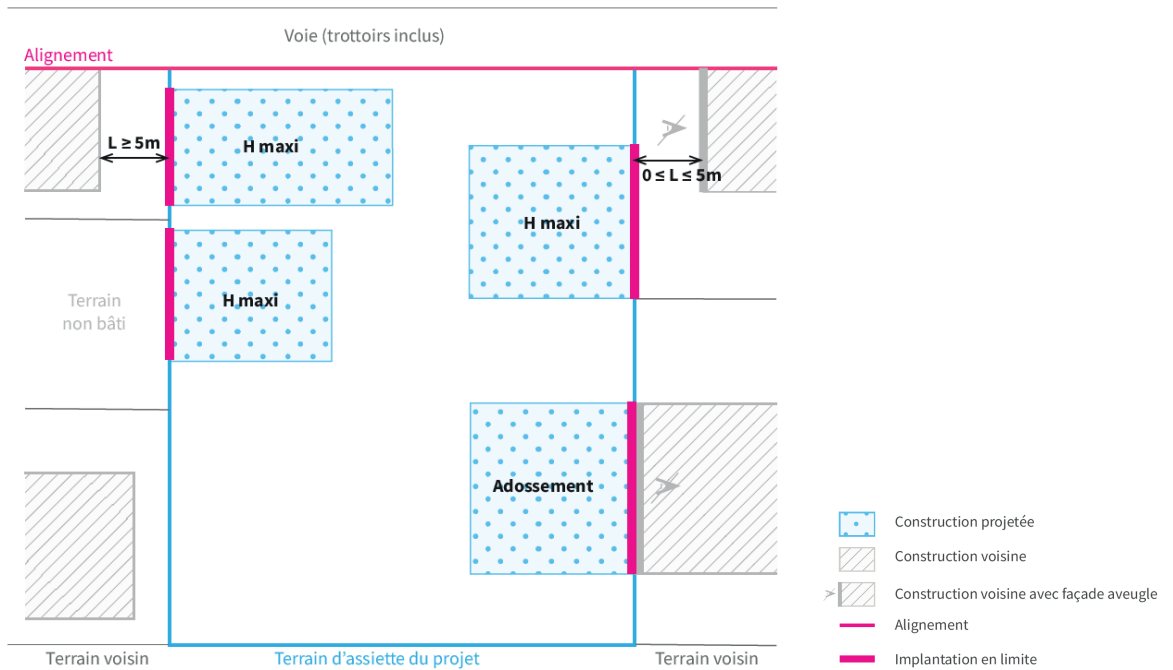 Voie (trottoirs inclus)
Alignement
L ≥ 5m
H maxi
0 ≤ L ≤ 5m
H maxi
Terrain
non bâti
H maxi
Adossement
Terrain voisin
Terrain d’assiette du projet
Terrain voisin
Construction projetée
Construction voisine
Construction voisine avec façade aveugle
Alignement
Implantation en limite